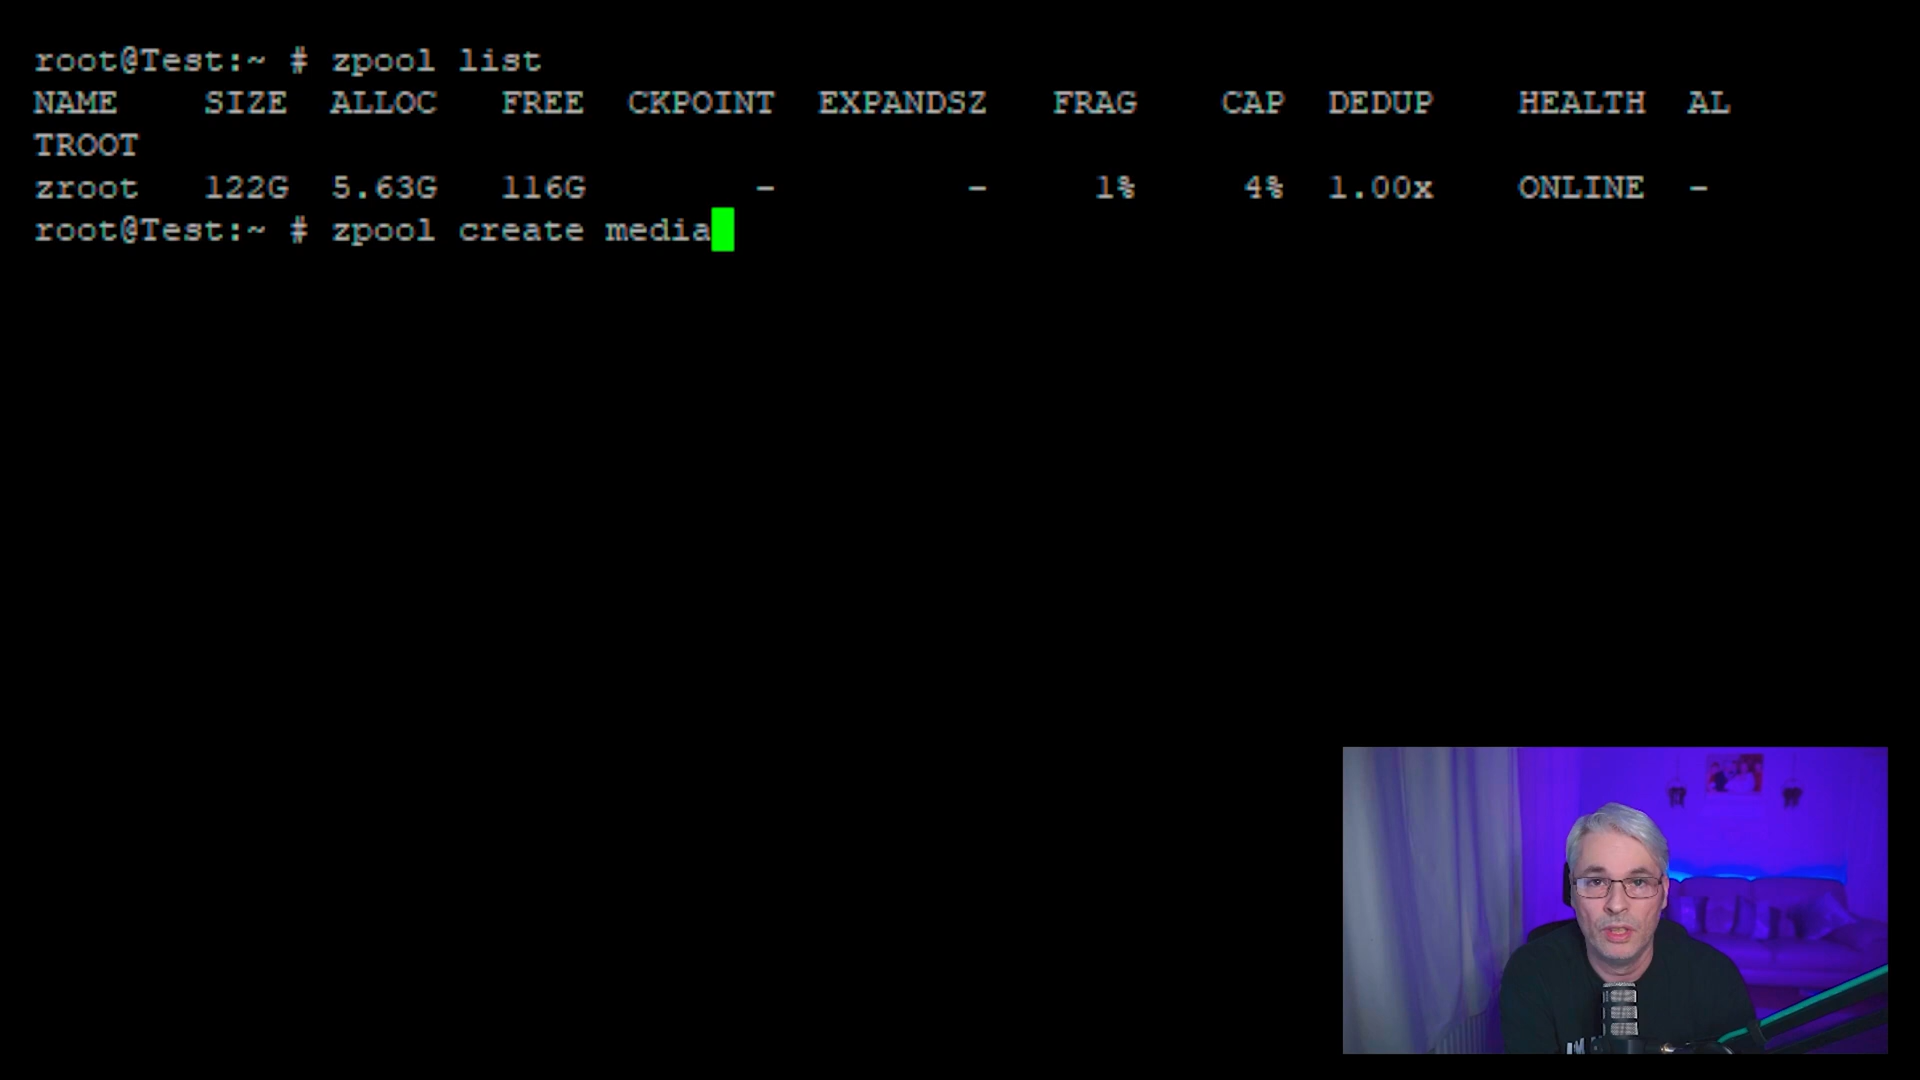 root@Test:~ # zpool list
NAME SIZE ALLOC FREE CKPOINT EXPANDSZ FRAG CAP DEDUP HEALTH AL
TROOT
zroot 122G 5.63G 116G - - 1% 4% 1.00x ONLINE -
root@Test:~ # zpool create media